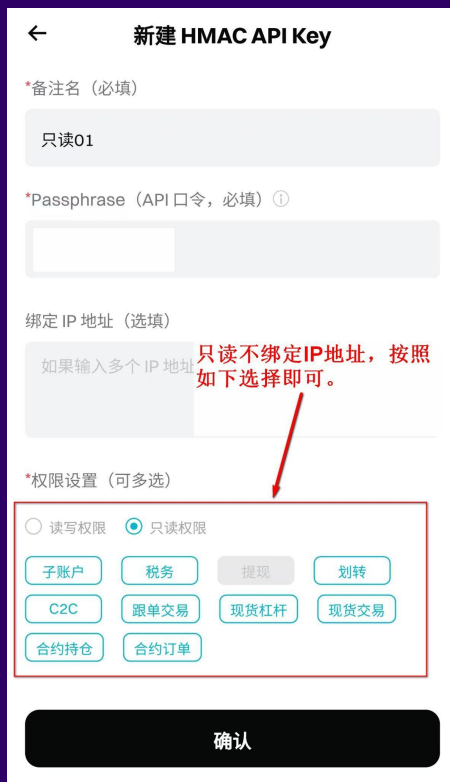 新建 HMAC API Key
*备注名（必填）
只读01
*Passphrase（API 口令，必填）
绑定 IP 地址（选填）
如果输入多个 IP 地址
只读不绑定IP地址，按照
如下选择即可。
*权限设置（可多选）
读写权限 只读权限
子账户 税务 提现 划转
C2C 跟单交易 现货杠杆 现货交易
合约持仓 合约订单
确认